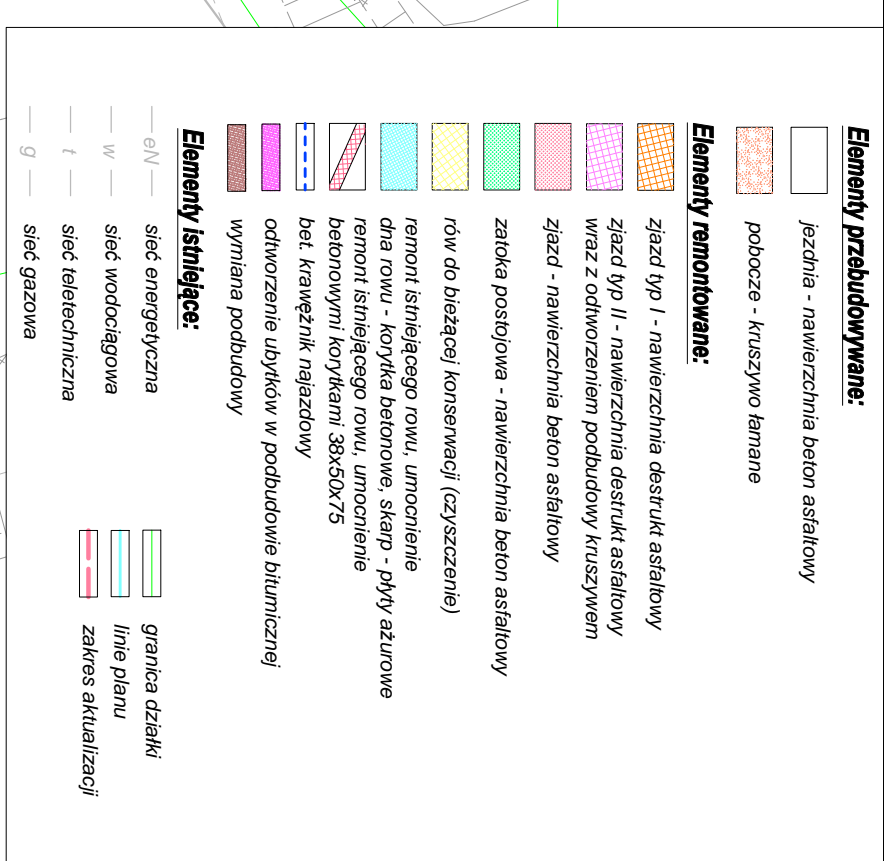 Elementy przebudowywane:
jezdnia - nawierzchnia beton asfaltowy
pobocze - kruszywo łamane
Elementy remontowane:
zjazd typ I - nawierzchnia destrukt asfaltowy
zjazd typ II - nawierzchnia destrukt asfaltowy
wraz z odtworzeniem podbudowy kruszywem
zjazd - nawierzchnia beton asfaltowy
zatoka postojowa - nawierzchnia beton asfaltowy
rów do bieżącej konserwacji (czyszczenie)
remont istniejącego rowu, umocnienie
dna rowu - korytka betonowe, skarp - płyty ażurowe
remont istniejącego rowu, umocnienie
betonowymi korytkami 38x50x75
bet. krawężnik najazdowy
odtworzenie ubytków w podbudowie bitumicznej
wymiana podbudowy
Elementy istniejące:
eN sieć energetyczna
w sieć wodociągowa
t sieć teletechniczna
g sieć gazowa
granica działki
linie planu
zakres aktualizacji